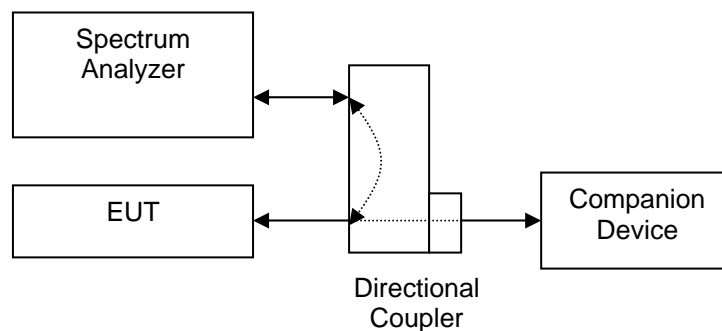 Spectrum
Analyzer
EUT
Companion
Device
Directional
Coupler